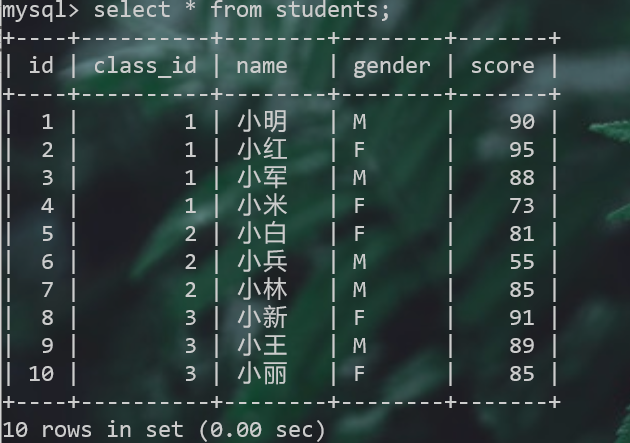 mysql> select * from students;
+----+----------+--------+--------+-------+
| id | class_id | name   | gender | score |
+----+----------+--------+--------+-------+
|  1 |        1 | 小明   | M      |    90 |
|  2 |        1 | 小红   | F      |    95 |
|  3 |        1 | 小军   | M      |    88 |
|  4 |        1 | 小米   | F      |    73 |
|  5 |        2 | 小白   | F      |    81 |
|  6 |        2 | 小兵   | M      |    55 |
|  7 |        2 | 小林   | M      |    85 |
|  8 |        3 | 小新   | F      |    91 |
|  9 |        3 | 小王   | M      |    89 |
| 10 |        3 | 小丽   | F      |    85 |
+----+----------+--------+--------+-------+
10 rows in set (0.00 sec)